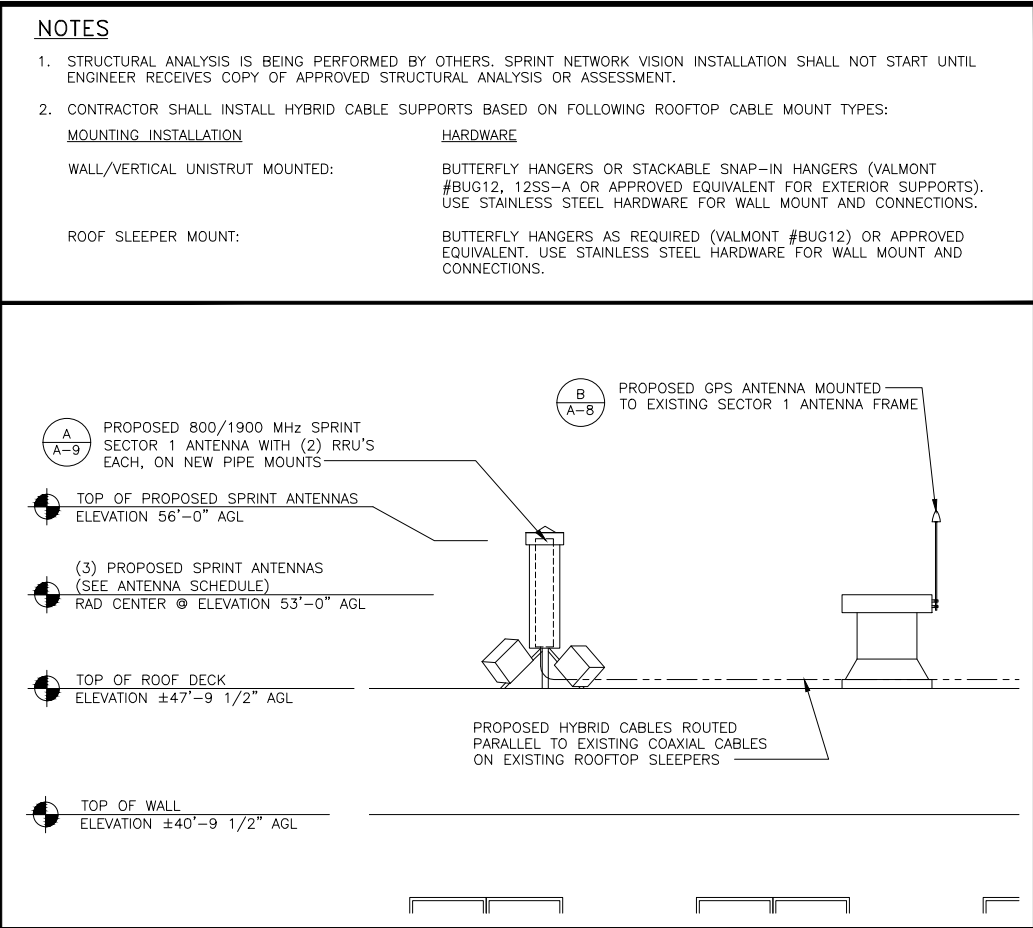 NOTES
1. STRUCTURAL ANALYSIS IS BEING PERFORMED BY OTHERS. SPRINT NETWORK VISION INSTALLATION SHALL NOT START UNTIL
ENGINEER RECEIVES COPY OF APPROVED STRUCTURAL ANALYSIS OR ASSESSMENT.
2. CONTRACTOR SHALL INSTALL HYBRID CABLE SUPPORTS BASED ON FOLLOWING ROOFTOP CABLE MOUNT TYPES:
MOUNTING INSTALLATION HARDWARE
WALL/VERTICAL UNISTRUT MOUNTED: BUTTERFLY HANGERS OR STACKABLE SNAP-IN HANGERS (VALMONT
#BUG12, 12SS-A OR APPROVED EQUIVALENT FOR EXTERIOR SUPPORTS).
USE STAINLESS STEEL HARDWARE FOR WALL MOUNT AND CONNECTIONS.
ROOF SLEEPER MOUNT: BUTTERFLY HANGERS AS REQUIRED (VALMONT #BUG12) OR APPROVED
EQUIVALENT. USE STAINLESS STEEL HARDWARE FOR WALL MOUNT AND
CONNECTIONS.
B
A-8
PROPOSED GPS ANTENNA MOUNTED
TO EXISTING SECTOR 1 ANTENNA FRAME
A
A-9
PROPOSED 800/1900 MHz SPRINT
SECTOR 1 ANTENNA WITH (2) RRU'S
EACH, ON NEW PIPE MOUNTS
TOP OF PROPOSED SPRINT ANTENNAS
ELEVATION 56'-0" AGL
(3) PROPOSED SPRINT ANTENNAS
(SEE ANTENNA SCHEDULE)
RAD CENTER @ ELEVATION 53'-0" AGL
TOP OF ROOF DECK
ELEVATION ±47'-9 1/2" AGL
PROPOSED HYBRID CABLES ROUTED
PARALLEL TO EXISTING COAXIAL CABLES
ON EXISTING ROOFTOP SLEEPERS
TOP OF WALL
ELEVATION ±40'-9 1/2" AGL